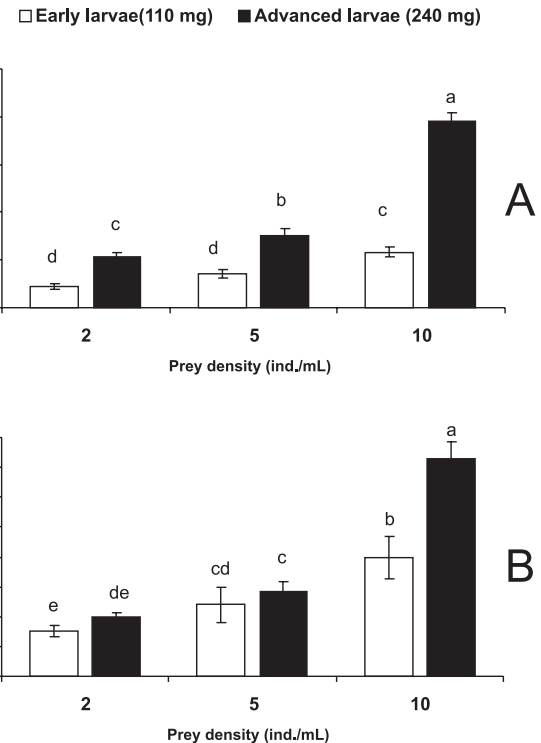 Early larvae(110 mg) Advanced larvae (240 mg)
a
b
c
c
d
d
A
2 5 10
Prey density (ind./mL)
a
b
cd
c
e
de
B
2 5 10
Prey density (ind./mL)